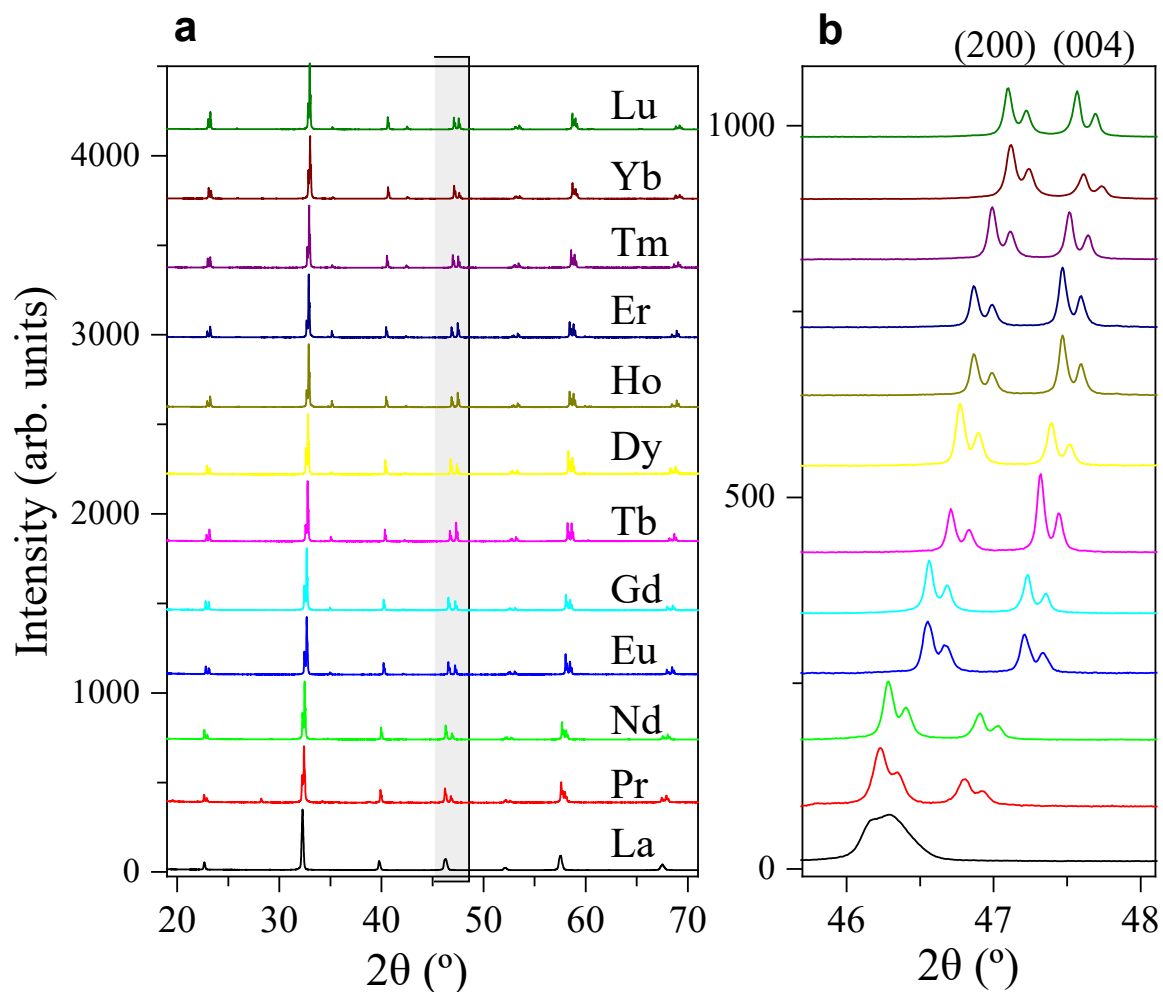 a
b
(200) (004)
Intensity (arb. units)
4000
3000
2000
1000
0
Lu
Yb
Tm
Er
Ho
Dy
Tb
Gd
Eu
Nd
Pr
La
20 30 40 50 60 70
2θ (º)
1000
500
0
46 47 48
2θ (º)